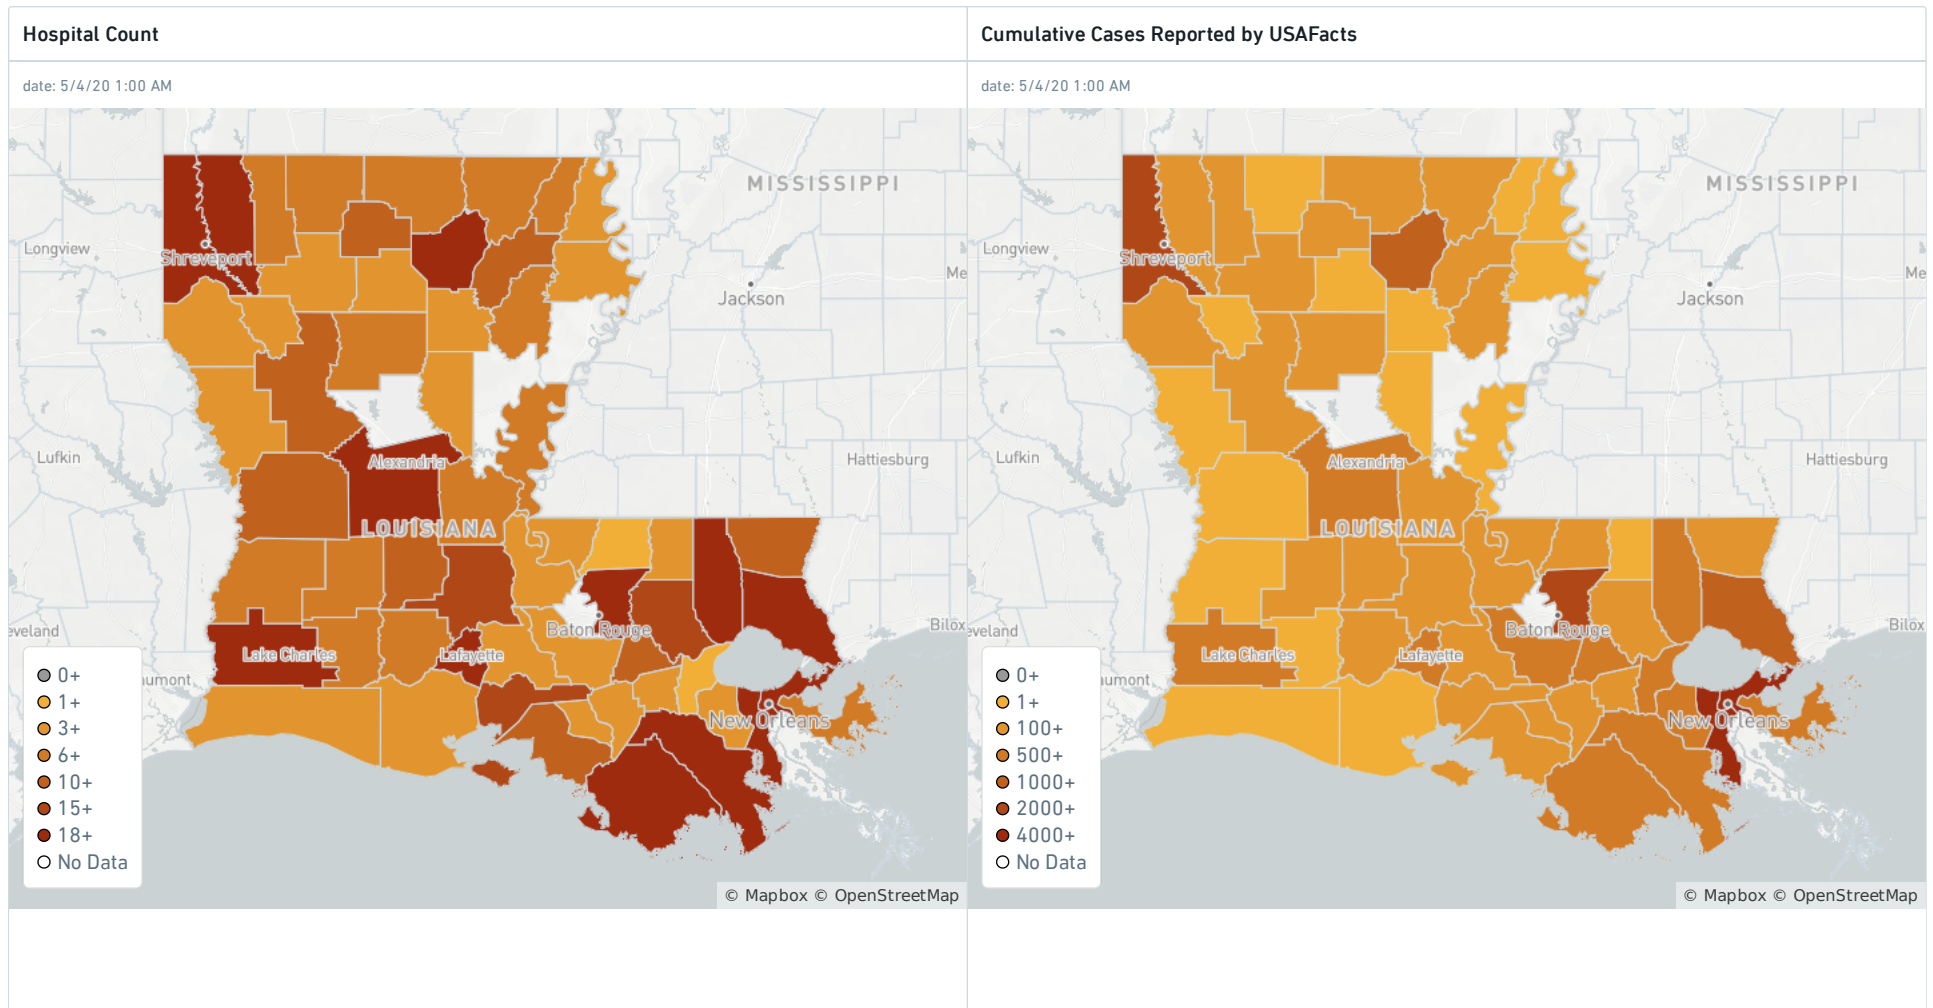 Hospital Count
date: 5/4/20 1:00 AM
MISSISSIPPI
Longview
Shreveport
Me
Jackson
Lufkin
Alexandria
Hattiesburg
LOUISIANA
eveland
Baton Rouge
Bilox
Lake Charles
Lafayette
aumont
New Orleans
0+
1+
3+
6+
10+
15+
18+
No Data
© Mapbox © OpenStreetMap
Cumulative Cases Reported by USAFacts
date: 5/4/20 1:00 AM
MISSISSIPPI
Longview
Shreveport
Me
Jackson
Lufkin
Alexandria
Hattiesburg
LOUISIANA
eveland
Baton Rouge
Bilox
Lake Charles
Lafayette
aumont
New Orleans
0+
1+
100+
500+
1000+
2000+
4000+
No Data
© Mapbox © OpenStreetMap